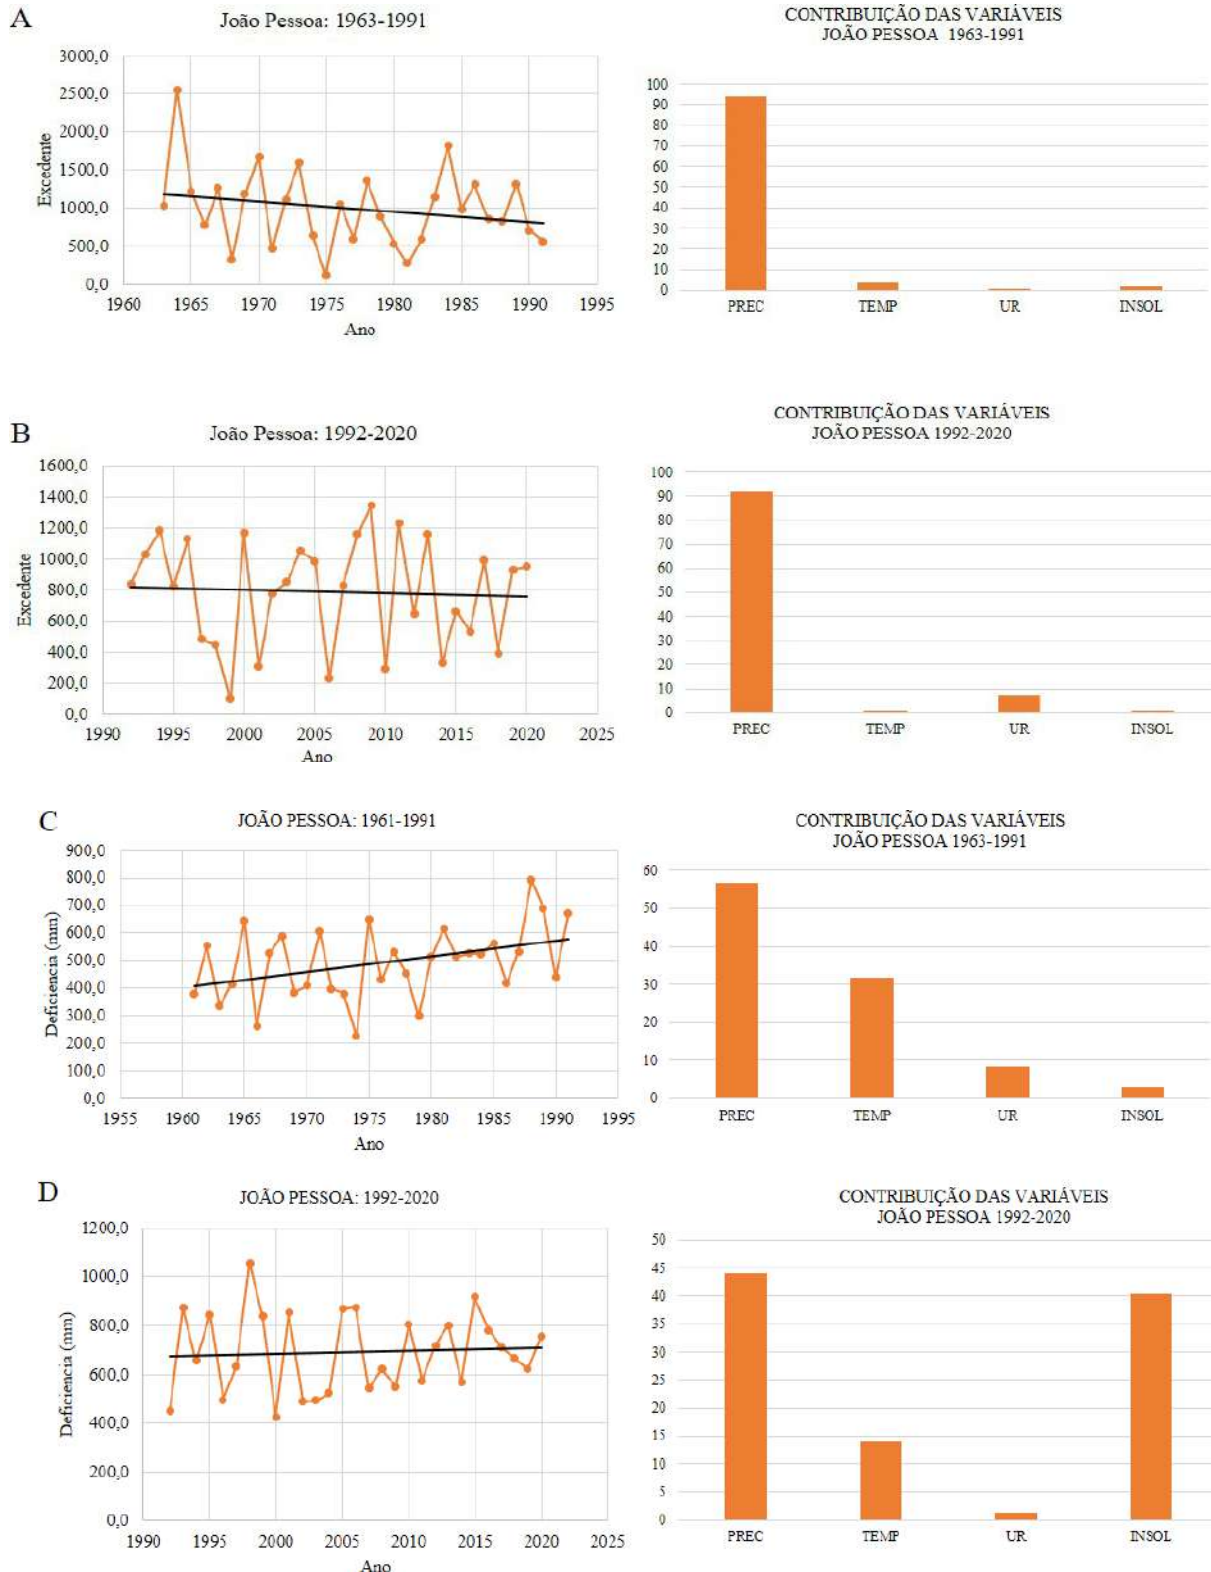 A
João Pessoa: 1963-1991
3000,0
2500,0
2000,0
1500,0
1000,0
500,0
0,0
Excedente
1960 1965 1970 1975 1980 1985 1990 1995
Ano
CONTRIBUIÇÃO DAS VARIÁVEIS
JOÃO PESSOA 1963-1991
100
90
80
70
60
50
40
30
20
10
0
PREC TEMP UR INSOL
B
João Pessoa: 1992-2020
1600,0
1400,0
1200,0
1000,0
800,0
600,0
400,0
200,0
0,0
Excedente
1990 1995 2000 2005 2010 2015 2020 2025
Ano
CONTRIBUIÇÃO DAS VARIÁVEIS
JOÃO PESSOA 1992-2020
100
90
80
70
60
50
40
30
20
10
0
PREC TEMP UR INSOL
C
JOÃO PESSOA: 1961-1991
900,0
800,0
700,0
600,0
500,0
400,0
300,0
200,0
100,0
0,0
Deficiencia (mm)
1955 1960 1965 1970 1975 1980 1985 1990 1995
Ano
CONTRIBUIÇÃO DAS VARIÁVEIS
JOÃO PESSOA 1963-1991
60
50
40
30
20
10
0
PREC TEMP UR INSOL
D
JOÃO PESSOA: 1992-2020
1200,0
1000,0
800,0
600,0
400,0
200,0
0,0
Deficiencia (mm)
1990 1995 2000 2005 2010 2015 2020 2025
Ano
CONTRIBUIÇÃO DAS VARIÁVEIS
JOÃO PESSOA 1992-2020
50
45
40
35
30
25
20
15
10
5
0
PREC TEMP UR INSOL